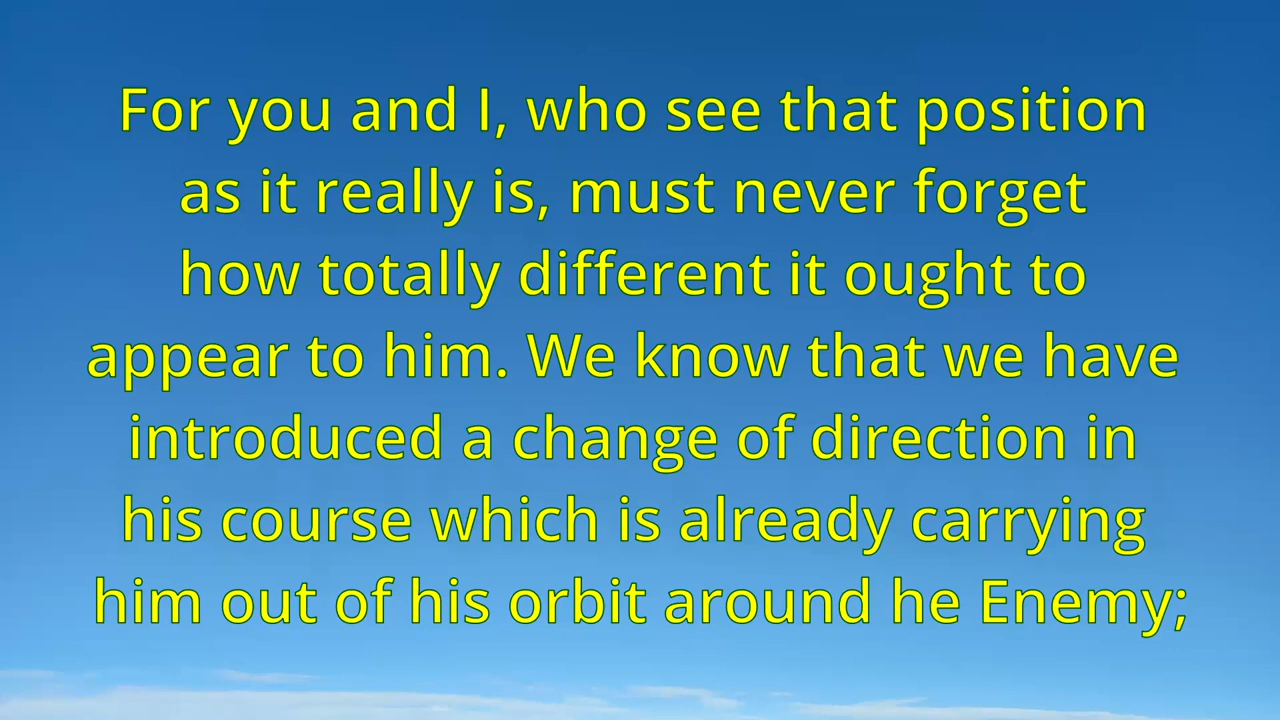 For you and I, who see that position
as it really is, must never forget
how totally different it ought to
appear to him. We know that we have
introduced a change of direction in
his course which is already carrying
him out of his orbit around he Enemy;